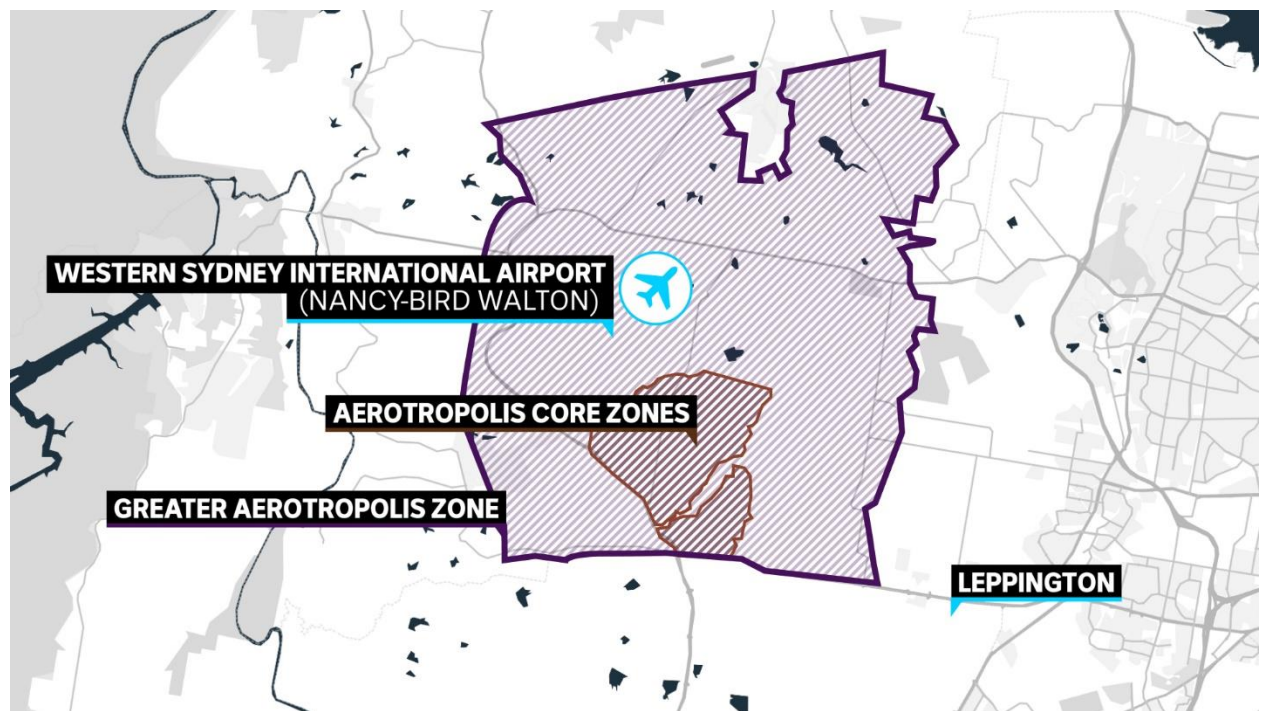 WESTERN SYDNEY INTERNATIONAL AIRPORT
(NANCY-BIRD WALTON)
AEROTROPOLIS CORE ZONES
GREATER AEROTROPOLIS ZONE
LEPPINGTON